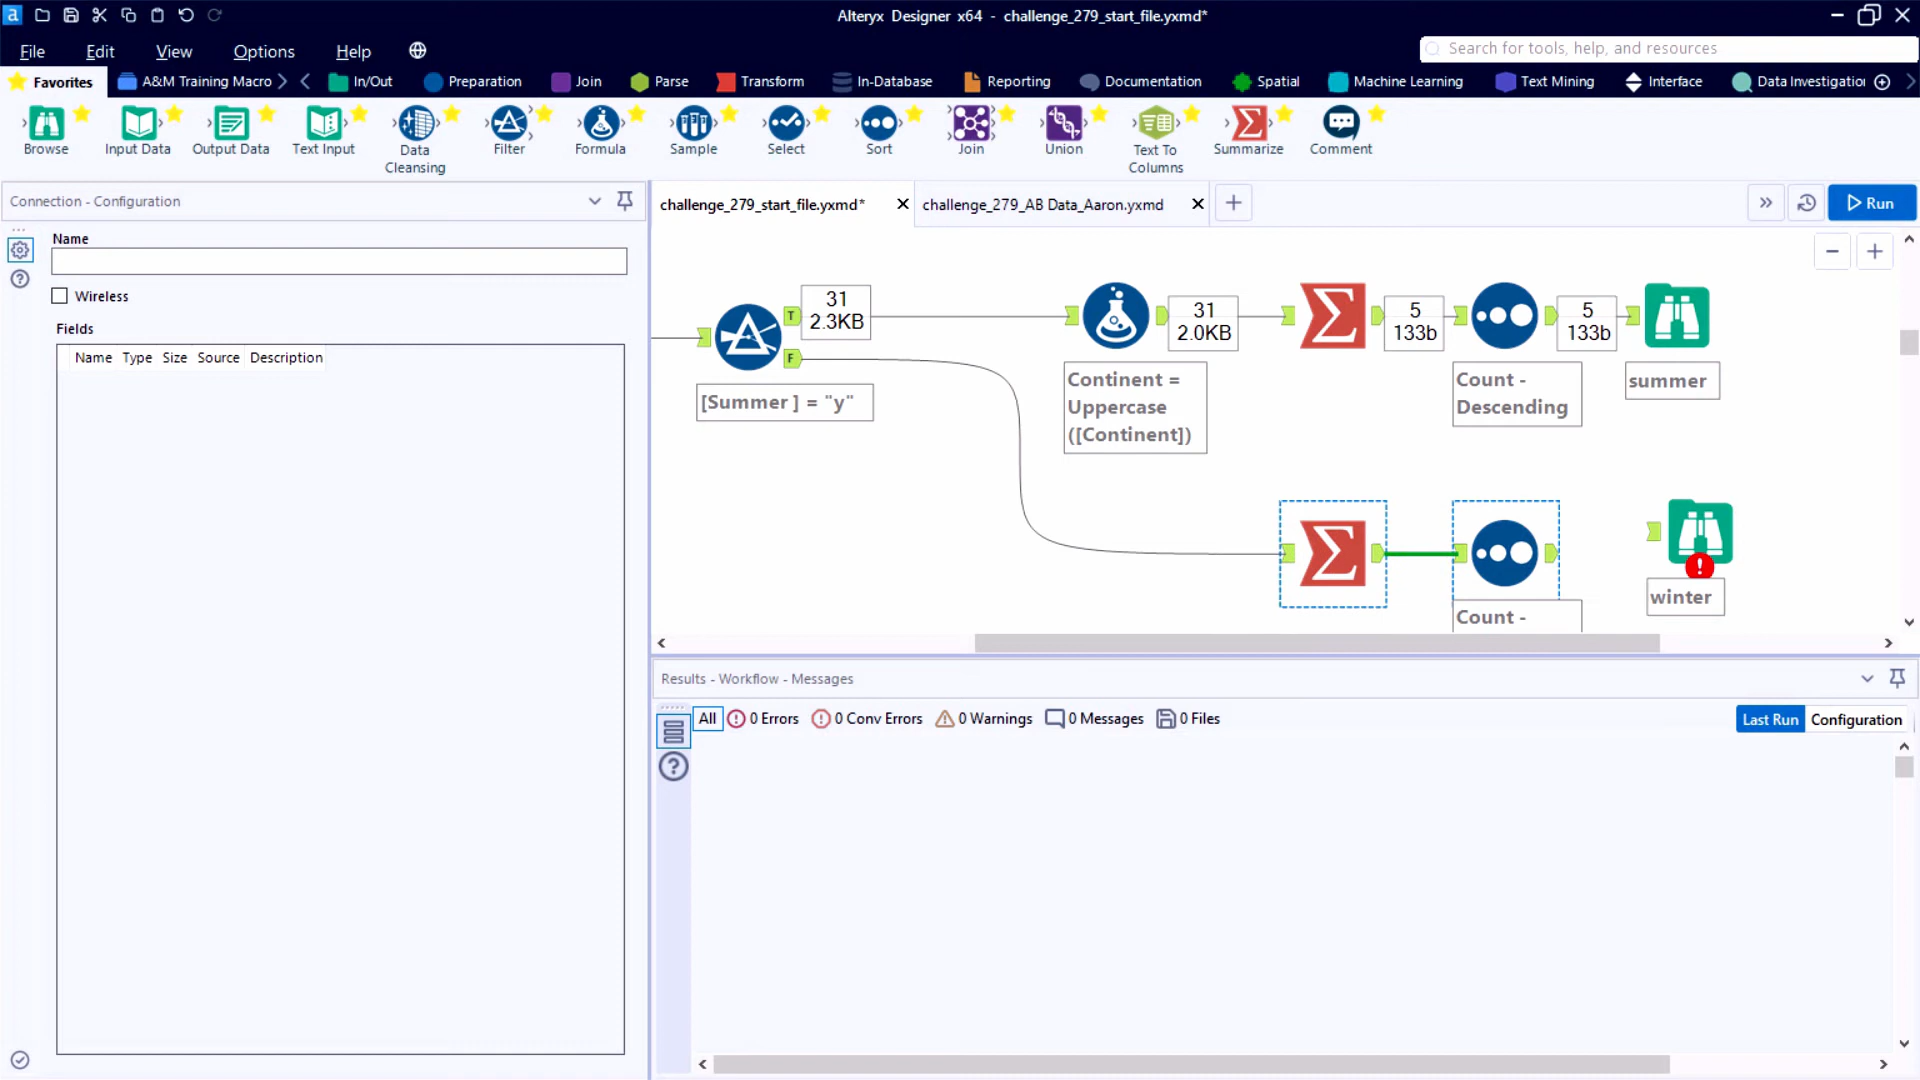 a
Alteryx Designer x64 - challenge_279_start_file.yxmd*
File Edit View Options Help
Search for tools, help, and resources
Favorites A&M Training Macro In/Out Preparation Join Parse Transform In-Database Reporting Documentation Spatial Machine Learning Text Mining Interface Data Investigatio
Browse Input Data Output Data Text Input Data Cleansing Filter Formula Sample Select Sort Join Union Text To Columns Summarize Comment
Connection - Configuration
Name
Wireless
Fields
Name Type Size Source Description
challenge_279_start_file.yxmd*
challenge_279_AB Data_Aaron.yxmd
Run
T
31
2.3KB
F
[Summer ] = "y"
31
2.0KB
Continent =
Uppercase
([Continent])
5
133b
Count -
Descending
5
133b
summer
Count -
winter
Results - Workflow - Messages
All 0 Errors 0 Conv Errors 0 Warnings 0 Messages 0 Files
Last Run Configuration